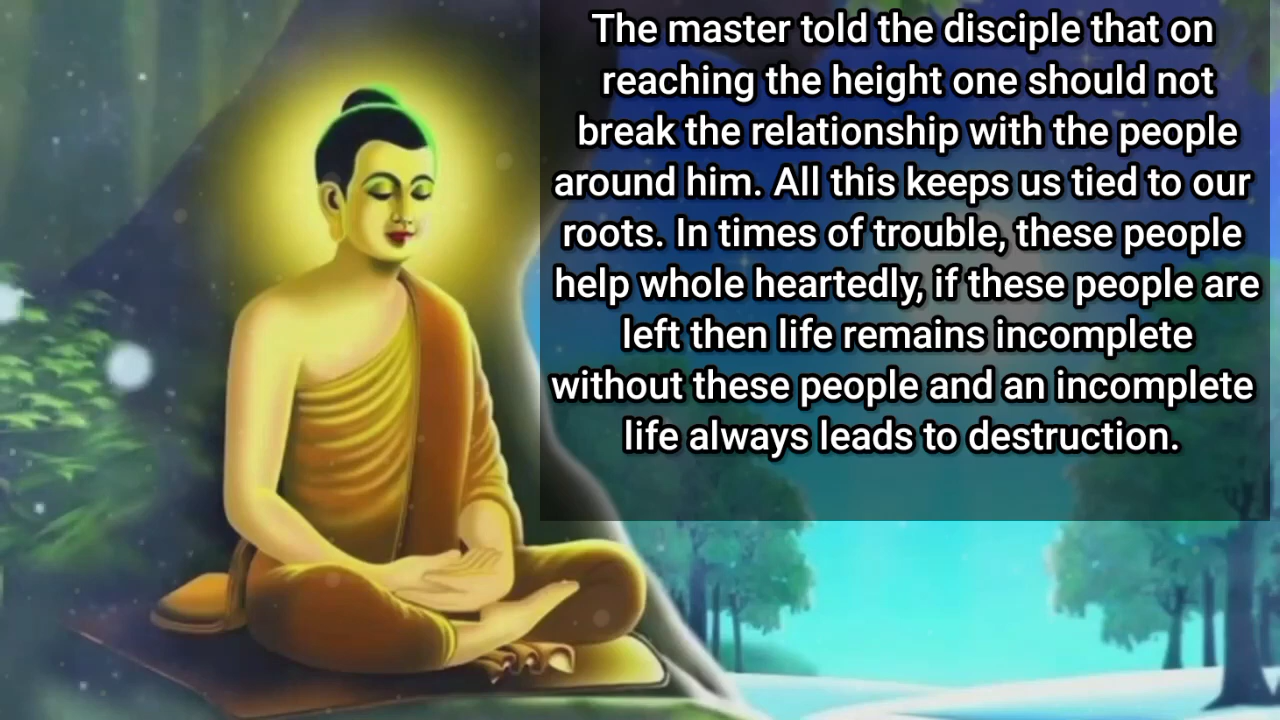 The master told the disciple that on
reaching the height one should not
break the relationship with the people
around him. All this keeps us tied to our
roots. In times of trouble, these people
help whole heartedly, if these people are
left then life remains incomplete
without these people and an incomplete
life always leads to destruction.